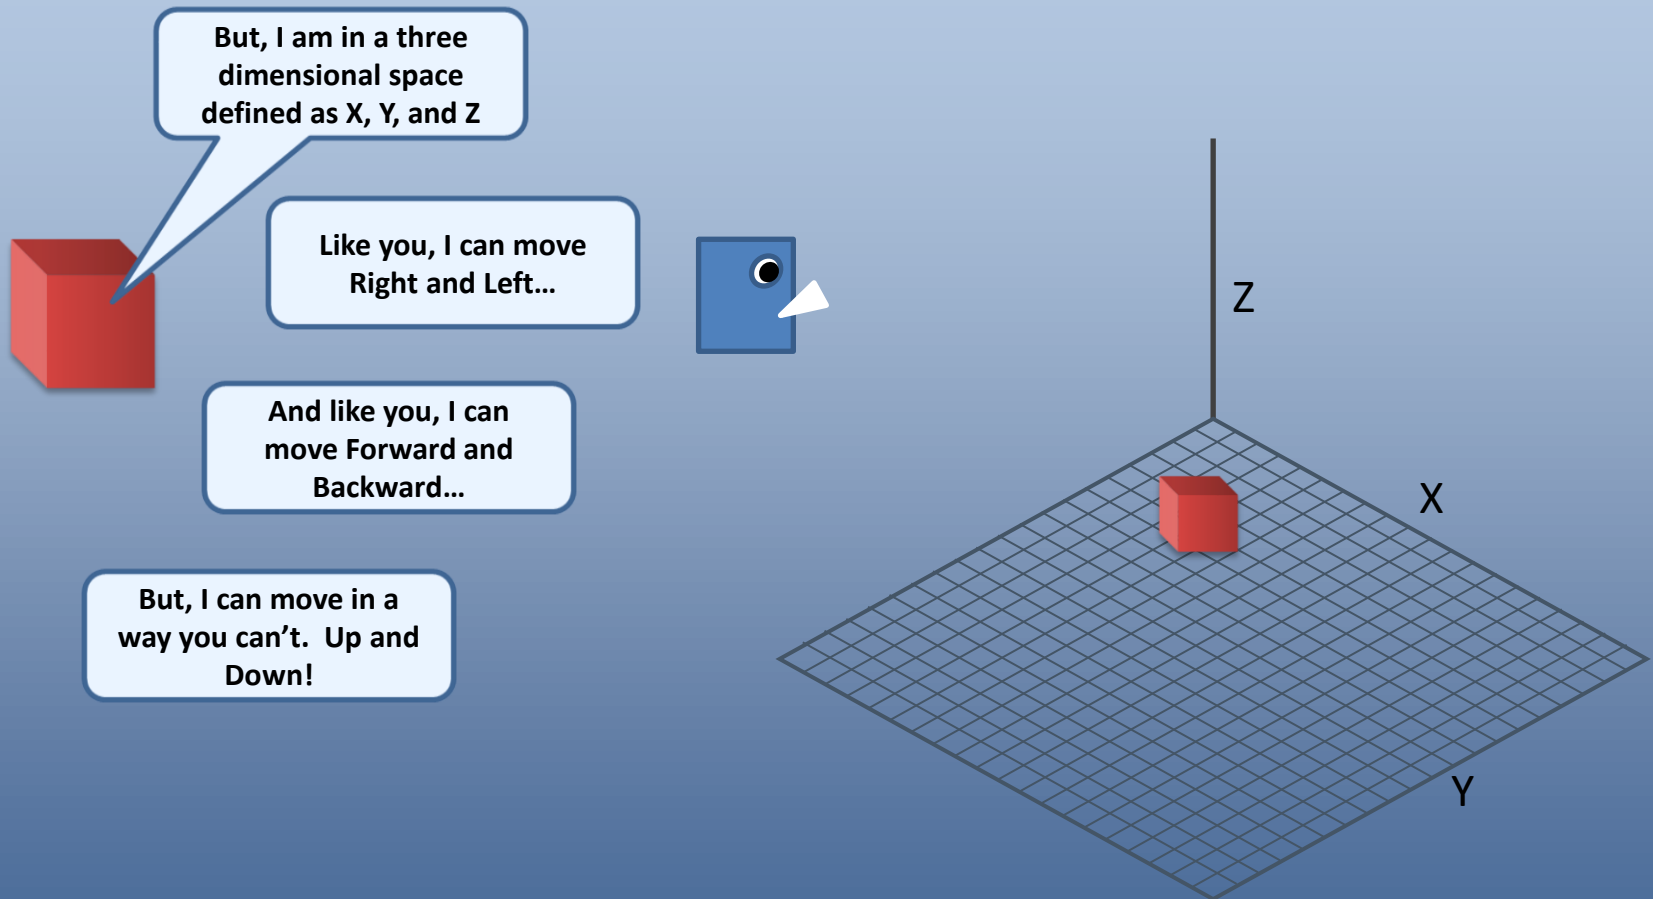 But, I am in a three
dimensional space
defined as X, Y, and Z
Like you, I can move
Right and Left…
And like you, I can
move Forward and
Backward…
But, I can move in a
way you can’t.  Up and
Down!
Z
X
Y